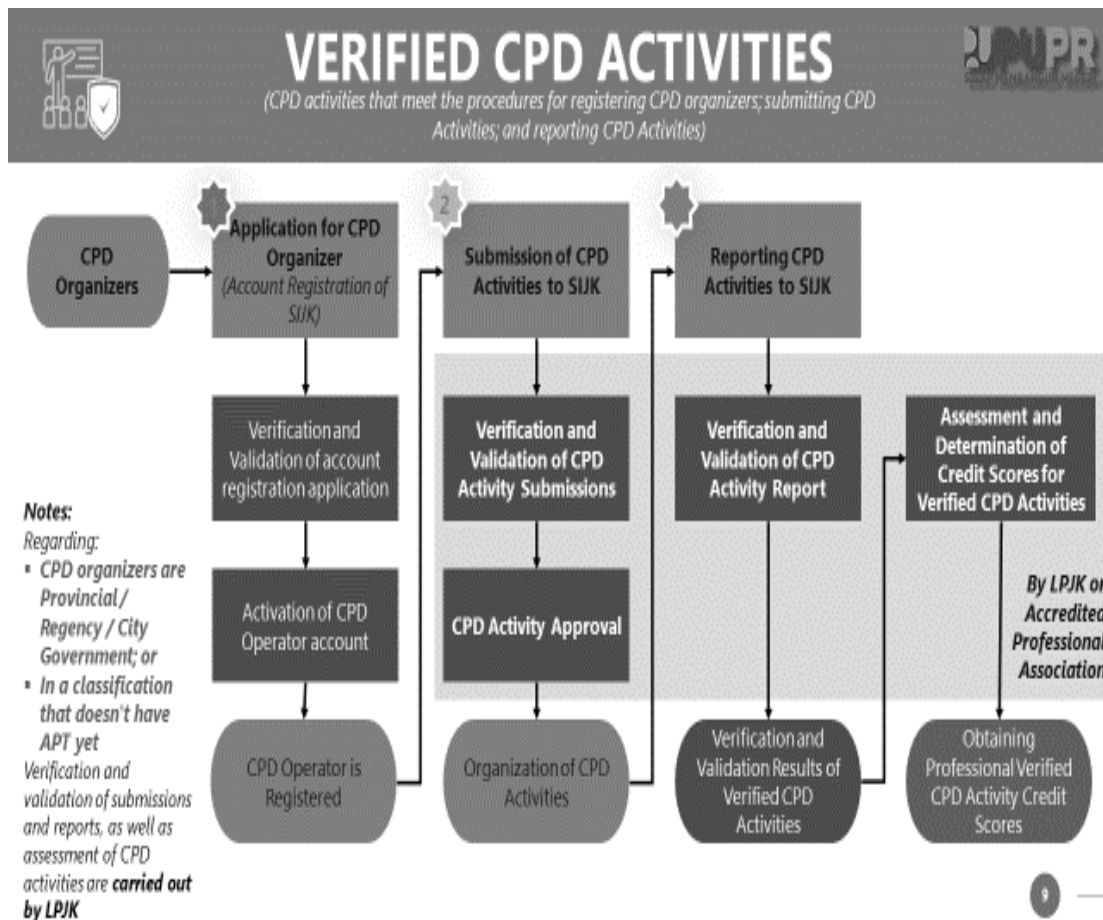 VERIFIED CPD ACTIVITIES
PUPR
(CPD activities that meet the procedures for registering CPD organizers; submitting CPD
Activities; and reporting CPD Activities)
CPD
Organizers
1
Application for CPD
Organizer
(Account Registration of
SIJK)
2
Submission of CPD
Activities to SIJK
Reporting CPD
Activities to SIJK
Verification and
Validation of account
registration application
Verification and
Validation of CPD
Activity Submissions
Verification and
Validation of CPD
Activity Report
Assessment and
Determination of
Credit Scores for
Verified CPD Activities
Activation of CPD
Operator account
CPD Activity Approval
By LPJK or
Accredited
Professional
Association
CPD Operator is
Registered
Organization of CPD
Activities
Verification and
Validation Results of
Verified CPD
Activities
Obtaining
Professional Verified
CPD Activity Credit
Scores
Notes:
Regarding:
▪ CPD organizers are
Provincial /
Regency / City
Government; or
▪ In a classification
that doesn't have
APT yet
Verification and
validation of submissions
and reports, as well as
assessment of CPD
activities are carried out
by LPJK
9